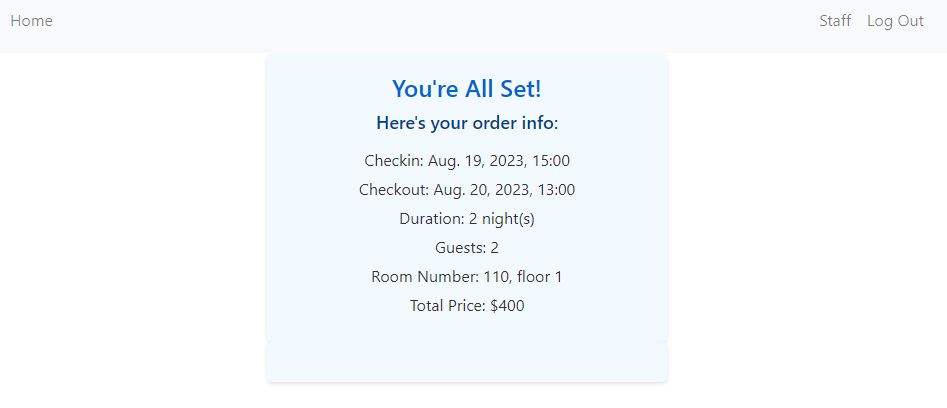 Home Staff Log Out
You're All Set!
Here's your order info:
Checkin: Aug. 19, 2023, 15:00
Checkout: Aug. 20, 2023, 13:00
Duration: 2 night(s)
Guests: 2
Room Number: 110, floor 1
Total Price: $400